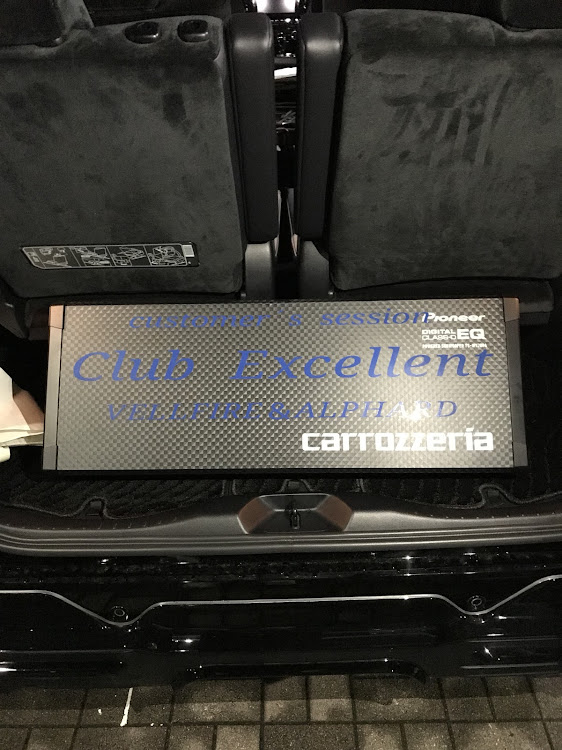 customer's session
Pioneer
DIGITAL
CLASS-D EQ
Club Excellent
VELLFIRE & ALPHARD
carrozzeria